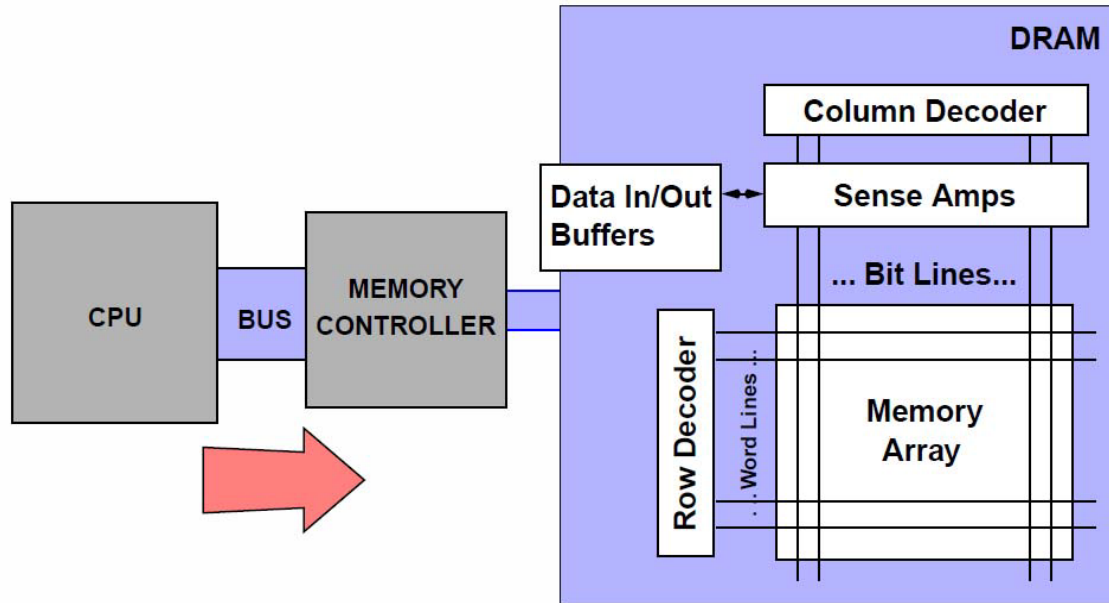 DRAM
Column Decoder
Data In/Out
Buffers
Sense Amps
... Bit Lines...
CPU
BUS
MEMORY
CONTROLLER
Row Decoder
. . . Word Lines ...
Memory
Array